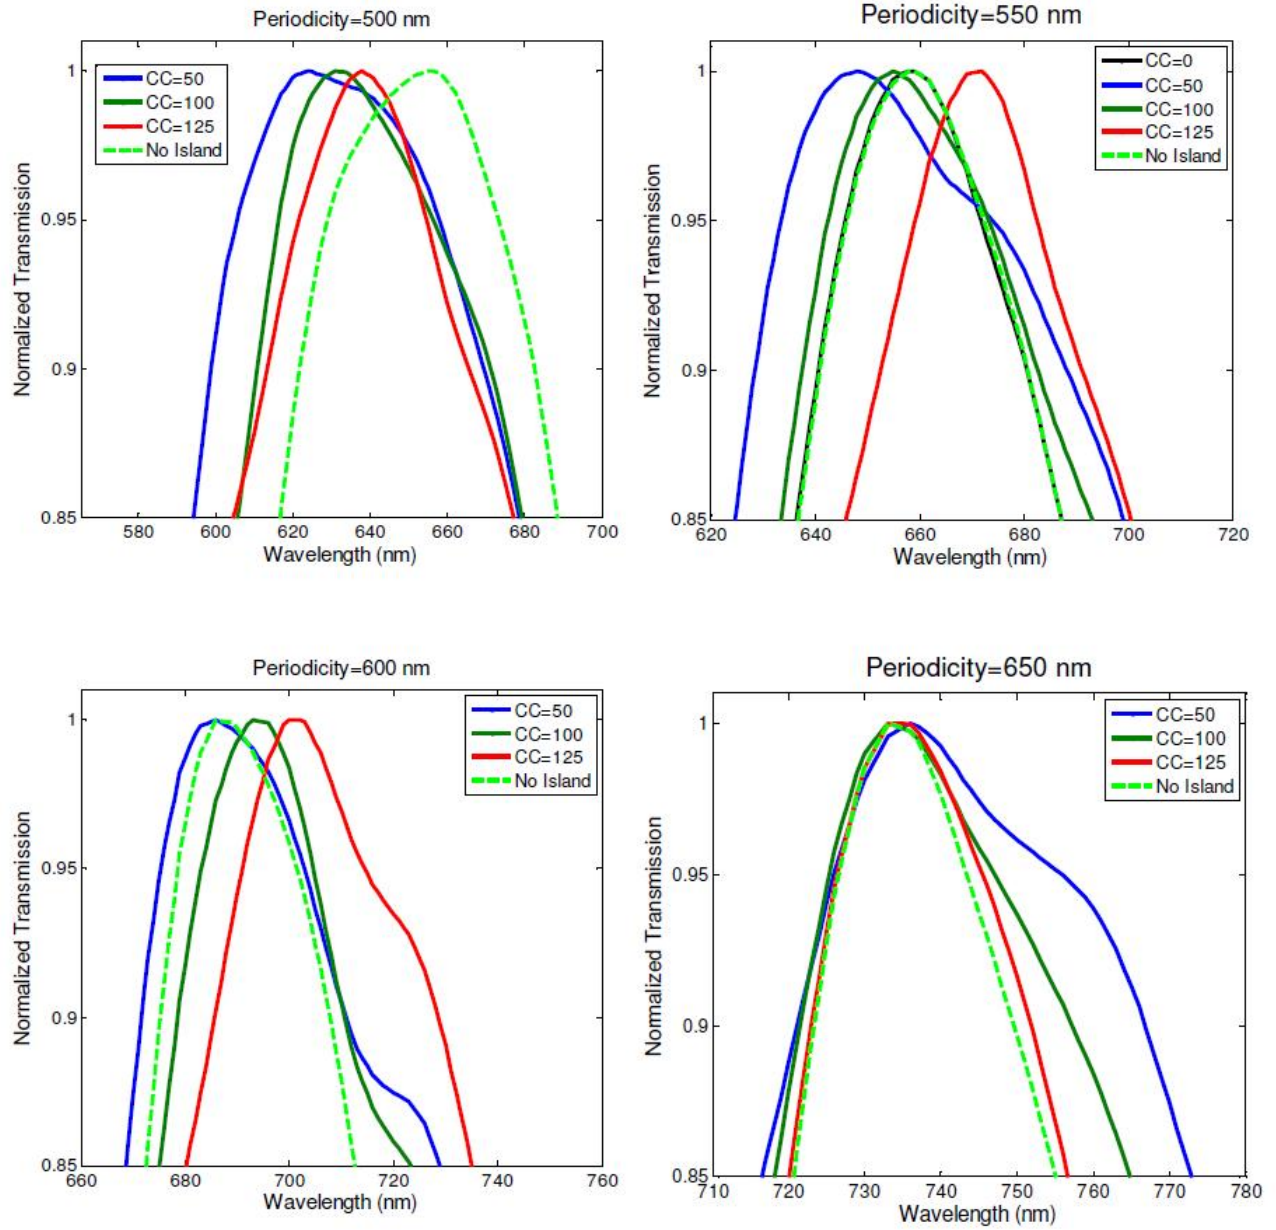 Periodicity=500 nm
1
0.95
0.9
0.85
Normalized Transmission
CC=50
CC=100
CC=125
No Island
580 600 620 640 660 680 700
Wavelength (nm)
Periodicity=550 nm
1
0.95
0.9
0.85
Normalized Transmission
CC=0
CC=50
CC=100
CC=125
No Island
620 640 660 680 700 720
Wavelength (nm)
Periodicity=600 nm
1
0.95
0.9
0.85
Normalized Transmission
CC=50
CC=100
CC=125
No Island
660 680 700 720 740 760
Wavelength (nm)
Periodicity=650 nm
1
0.95
0.9
0.85
Normalized Transmission
CC=50
CC=100
CC=125
No Island
710 720 730 740 750 760 770 780
Wavelength (nm)